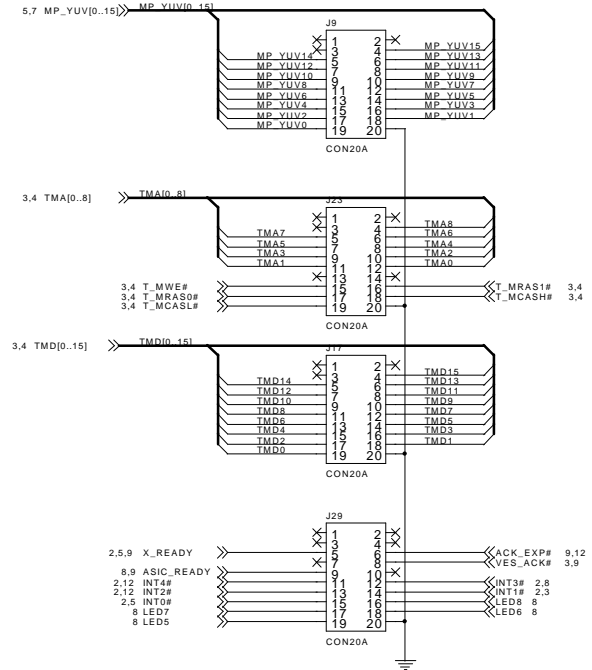 5,7 MP_YUV[0..15] MP_YUV[0..15]
J9
1 2
3 4 MP_YUV15
MP_YUV14 5 6 MP_YUV13
MP_YUV12 7 8 MP_YUV11
MP_YUV10 9 10 MP_YUV9
MP_YUV8 11 12 MP_YUV7
MP_YUV6 13 14 MP_YUV5
MP_YUV4 15 16 MP_YUV3
MP_YUV2 17 18 MP_YUV1
MP_YUV0 19 20
CON20A
3,4 TMA[0..8] TMA[0..8]
J23
1 2
3 4 TMA8
TMA7 5 6 TMA6
TMA5 7 8 TMA4
TMA3 9 10 TMA2
TMA1 11 12 TMA0
13 14
3,4 T_MWE# 15 16 T_MRAS1# 3,4
3,4 T_MRAS0# 17 18 T_MCASH# 3,4
3,4 T_MCASL# 19 20
CON20A
3,4 TMD[0..15] TMD[0..15]
J17
1 2
3 4 TMD15
TMD14 5 6 TMD13
TMD12 7 8 TMD11
TMD10 9 10 TMD9
TMD8 11 12 TMD7
TMD6 13 14 TMD5
TMD4 15 16 TMD3
TMD2 17 18 TMD1
TMD0 19 20
CON20A
J29
1 2
3 4
2,5,9 X_READY 5 6 ACK_EXP# 9,12
7 8 VES_ACK# 3,9
8,9 ASIC_READY 9 10
2,12 INT4# 11 12 INT3# 2,8
2,12 INT2# 13 14 INT1# 2,3
2,5 INT0# 15 16 LED8 8
8 LED7 17 18 LED6 8
8 LED5 19 20
CON20A